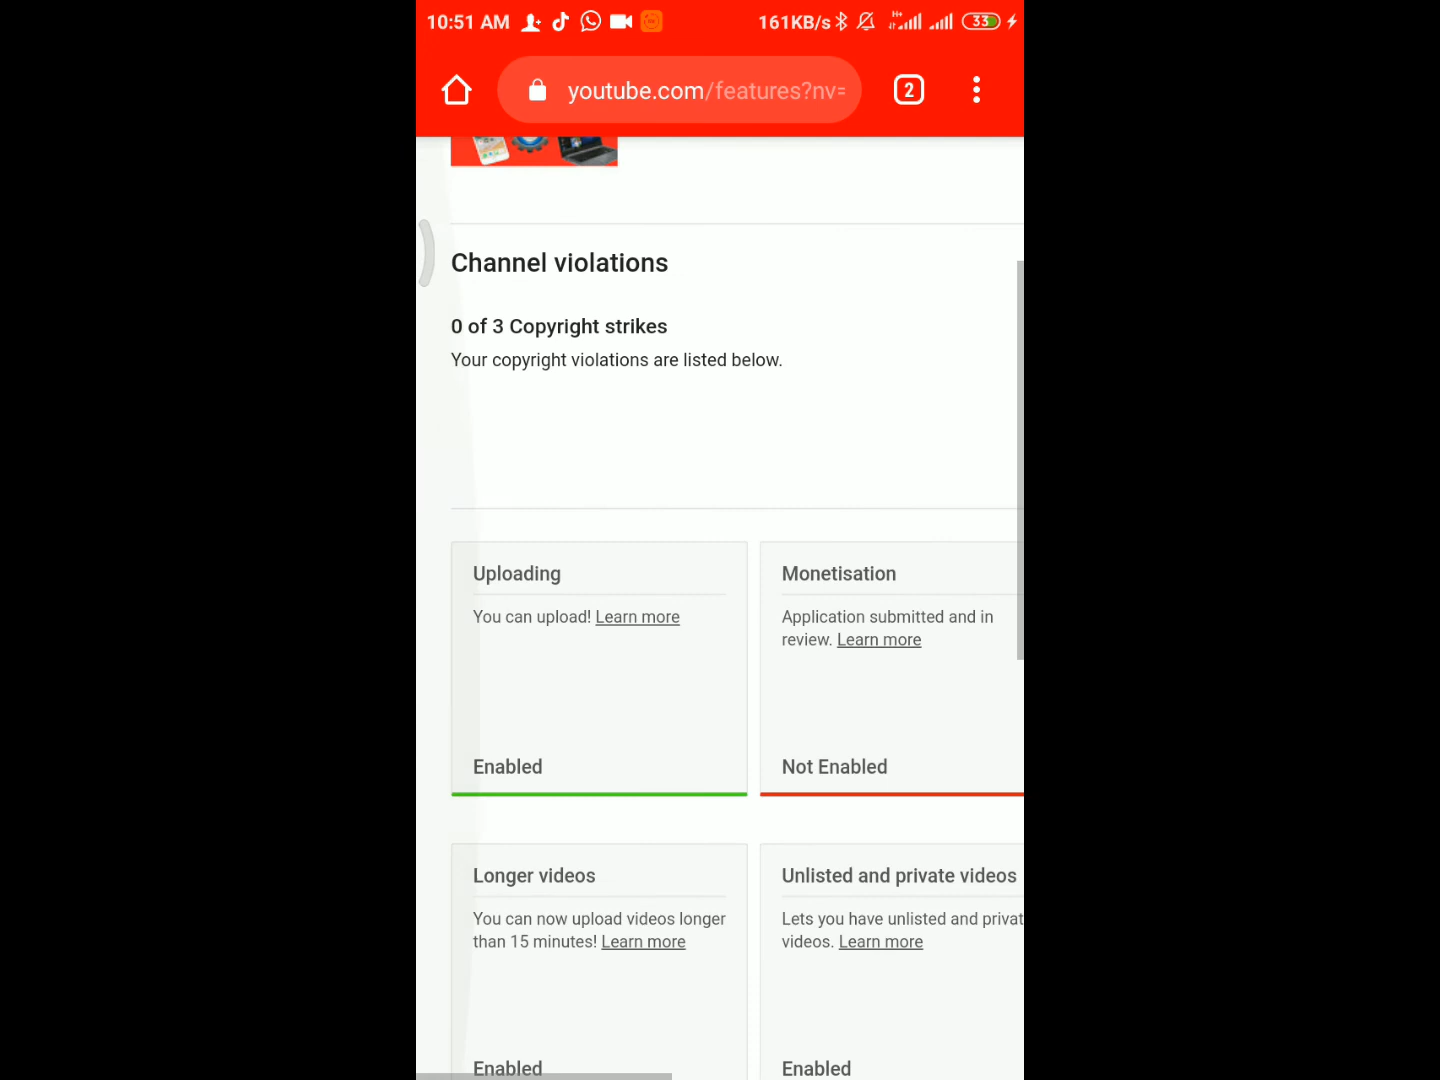 10:51 AM 161KB/s H+ 33
youtube.com/features?nv= 2
Channel violations
0 of 3 Copyright strikes
Your copyright violations are listed below.
Uploading
You can upload! Learn more
Enabled
Monetisation
Application submitted and in
review. Learn more
Not Enabled
Longer videos
You can now upload videos longer
than 15 minutes! Learn more
Enabled
Unlisted and private videos
Lets you have unlisted and privat
videos. Learn more
Enabled